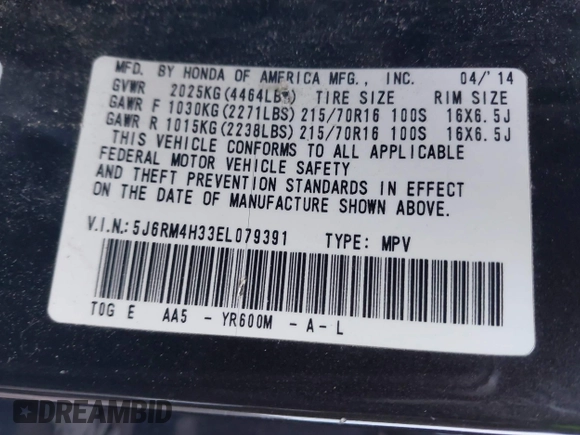 MFD. BY HONDA OF AMERICA MFG., INC. 04/'14
GVWR 2025KG(4464LBS) TIRE SIZE RIM SIZE
GAWR F 1030KG(2271LBS) 215/70R16 100S 16X6.5J
GAWR R 1015KG(2238LBS) 215/70R16 100S 16X6.5J
THIS VEHICLE CONFORMS TO ALL APPLICABLE
FEDERAL MOTOR VEHICLE SAFETY
AND THEFT PREVENTION STANDARDS IN EFFECT
ON THE DATE OF MANUFACTURE SHOWN ABOVE.
V.I.N.: 5J6RM4H33EL079391 TYPE: MPV
T0G E AA5 - YR600M - A - L
DREAMBID